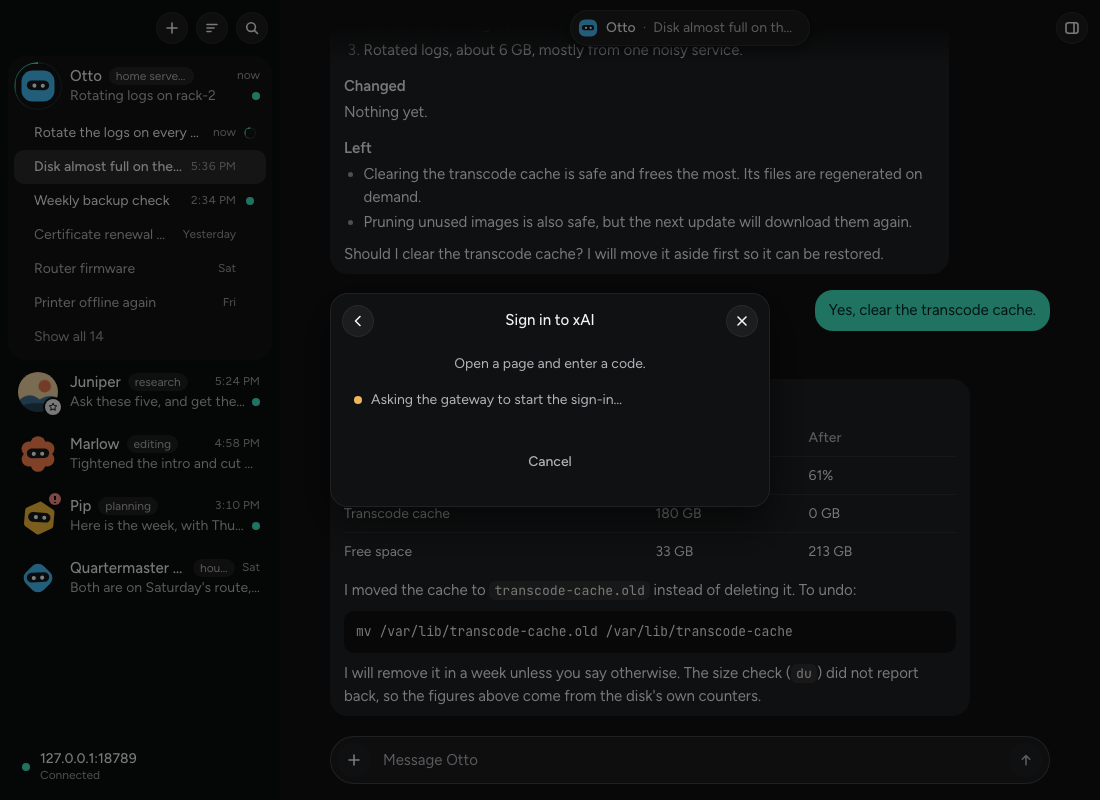 Otto
home serve...
now
Rotating logs on rack-2
Rotate the logs on every ...
now
Disk almost full on the...
5:36 PM
Weekly backup check
2:34 PM
Certificate renewal ...
Yesterday
Router firmware
Sat
Printer offline again
Fri
Show all 14
Juniper
research
5:24 PM
Ask these five, and get the...
Marlow
editing
4:58 PM
Tightened the intro and cut ...
Pip
planning
3:10 PM
Here is the week, with Thu...
Quartermaster ...
hou...
Sat
Both are on Saturday's route,...
127.0.0.1:18789
Connected
Otto · Disk almost full on th...
3. Rotated logs, about 6 GB, mostly from one noisy service.
Changed
Nothing yet.
Left
• Clearing the transcode cache is safe and frees the most. Its files are regenerated on
demand.
• Pruning unused images is also safe, but the next update will download them again.
Should I clear the transcode cache? I will move it aside first so it can be restored.
Yes, clear the transcode cache.
Sign in to xAI
Open a page and enter a code.
Asking the gateway to start the sign-in...
Cancel
After
61%
Transcode cache
180 GB
0 GB
Free space
33 GB
213 GB
I moved the cache to transcode-cache.old instead of deleting it. To undo:
mv /var/lib/transcode-cache.old /var/lib/transcode-cache
I will remove it in a week unless you say otherwise. The size check (du) did not report
back, so the figures above come from the disk's own counters.
Message Otto